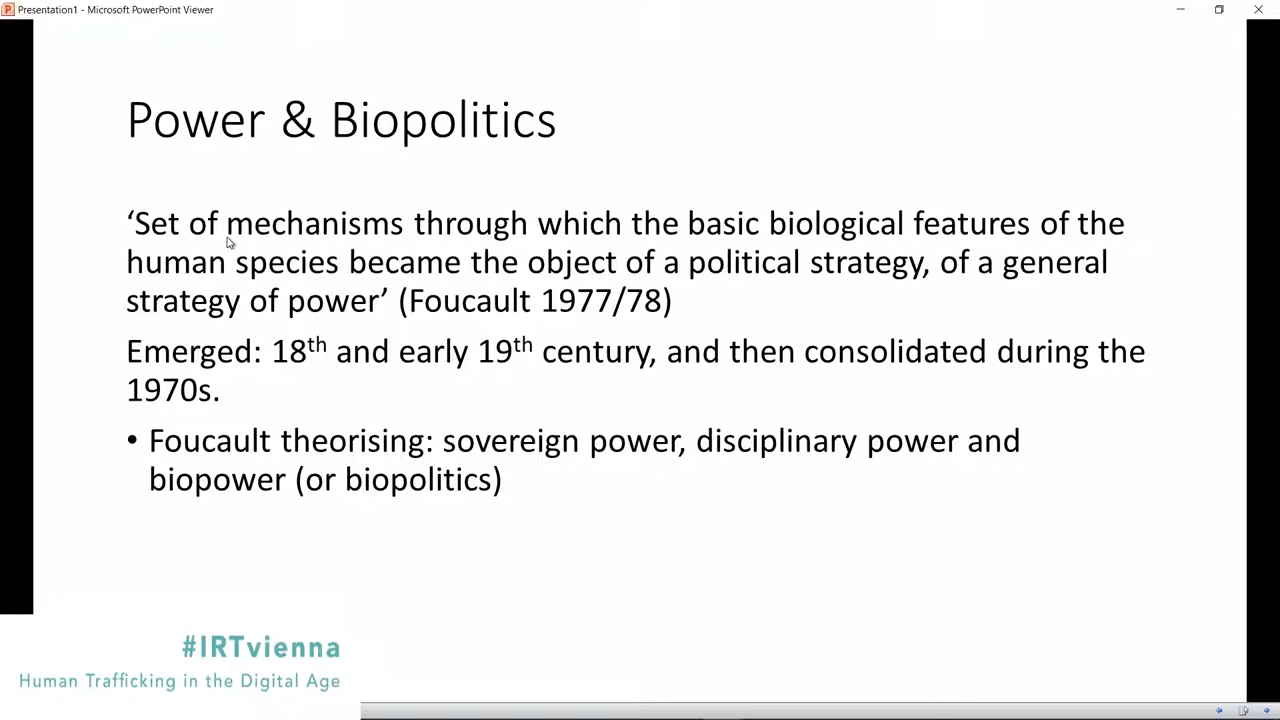 Presentation1 - Microsoft PowerPoint Viewer
Power & Biopolitics
‘Set of mechanisms through which the basic biological features of the
human species became the object of a political strategy, of a general
strategy of power’ (Foucault 1977/78)
Emerged: 18th and early 19th century, and then consolidated during the
1970s.
• Foucault theorising: sovereign power, disciplinary power and
biopower (or biopolitics)
#IRTvienna
Human Trafficking in the Digital Age